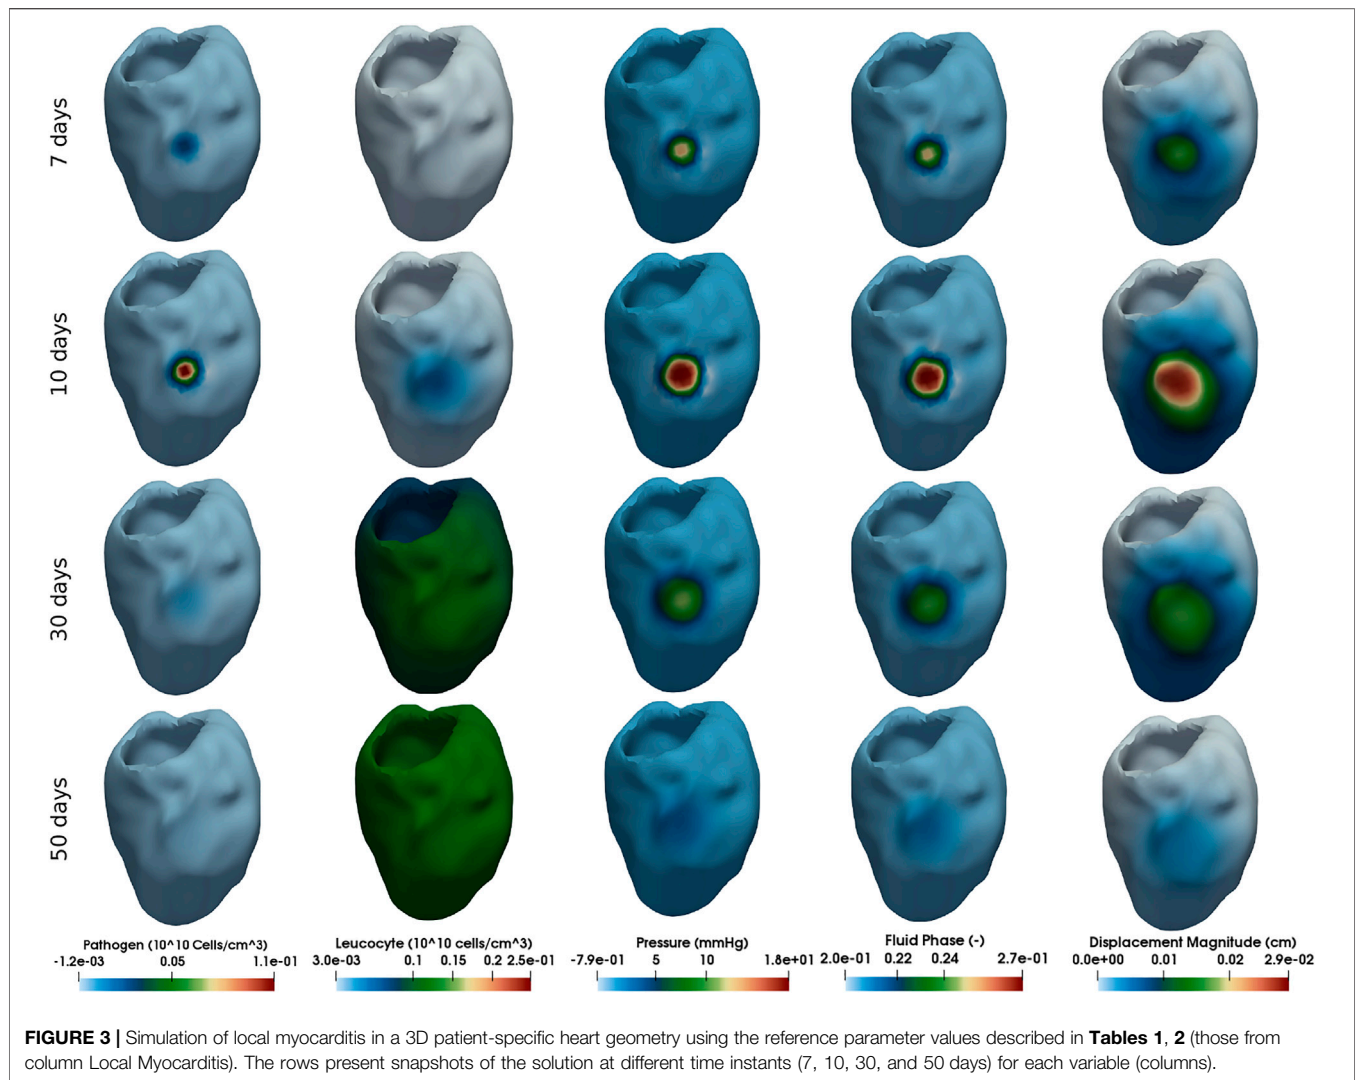 7 days
10 days
30 days
50 days
Pathogen (10^10 Cells/cm^3)
-1.2e-03 0.05 1.1e-01
Leucocyte (10^10 cells/cm^3)
3.0e-03 0.1 0.15 0.2 2.5e-01
Pressure (mmHg)
-7.9e-01 5 10 1.8e+01
Fluid Phase (-)
2.0e-01 0.22 0.24 2.7e-01
Displacement Magnitude (cm)
0.0e+00 0.01 0.02 2.9e-02
FIGURE 3 | Simulation of local myocarditis in a 3D patient-specific heart geometry using the reference parameter values described in Tables 1, 2 (those from
column Local Myocarditis). The rows present snapshots of the solution at different time instants (7, 10, 30, and 50 days) for each variable (columns).